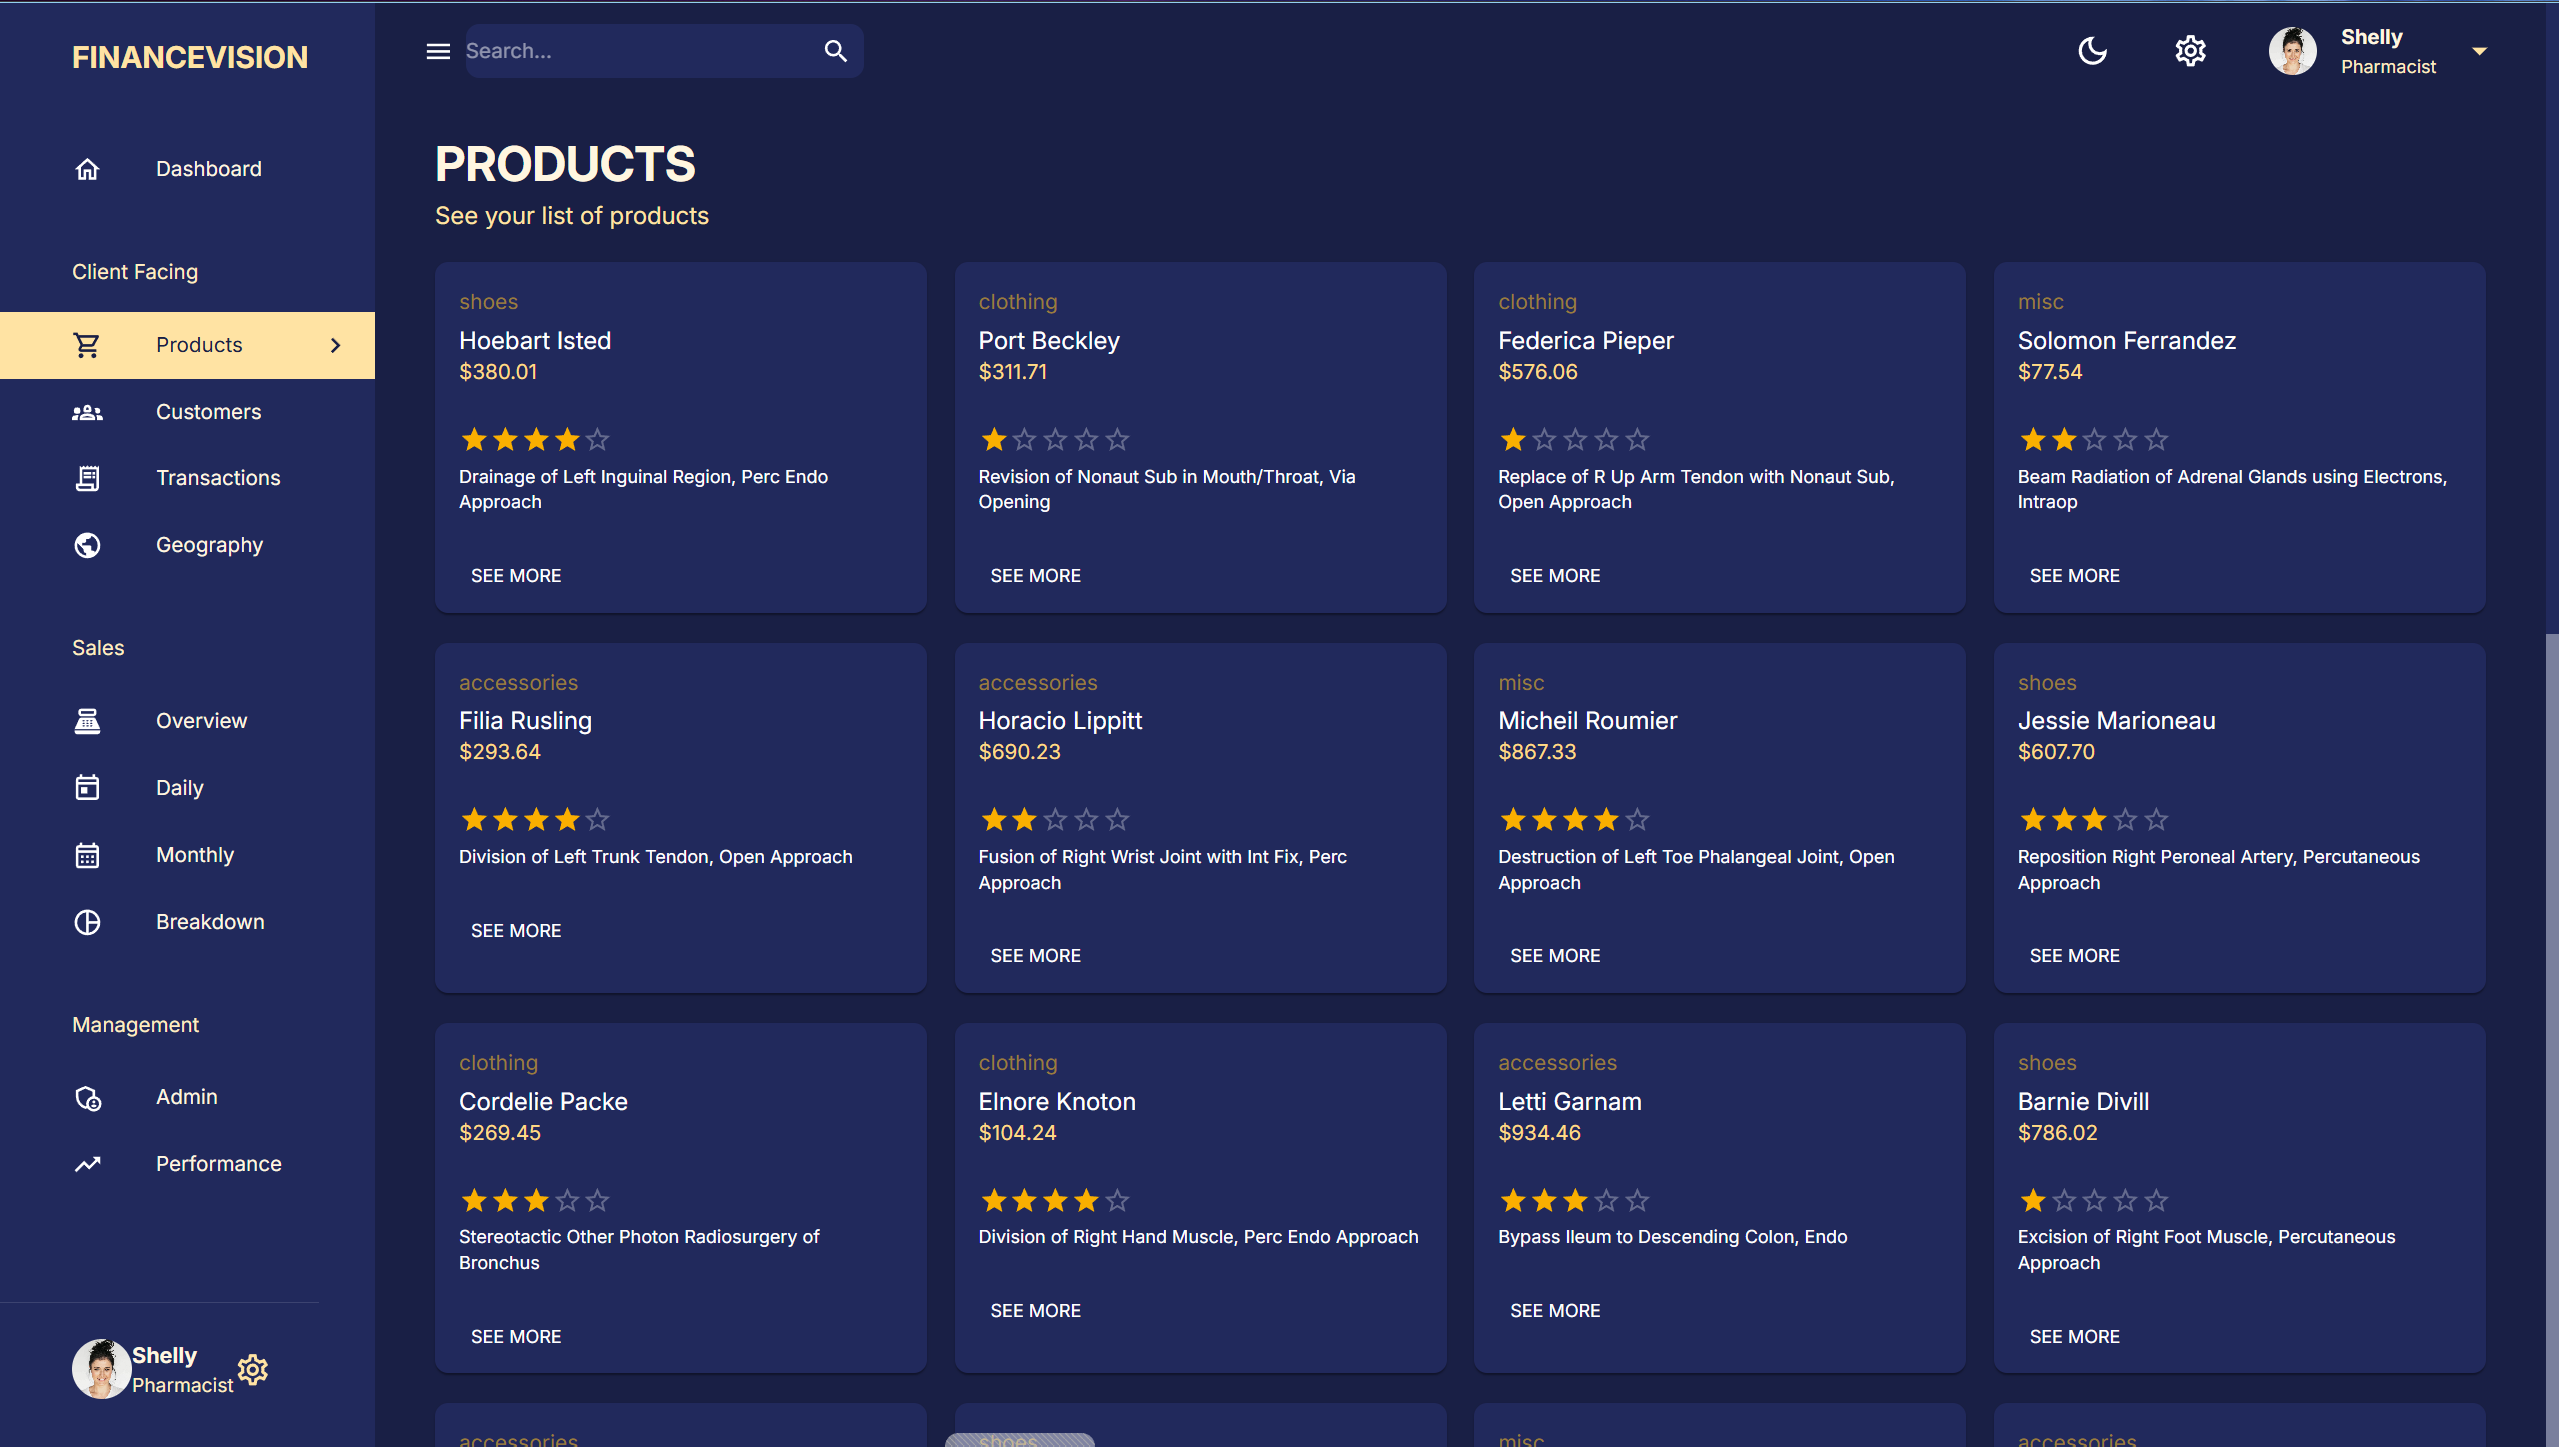 FINANCEVISION
Search...
Shelly
Pharmacist
Dashboard
Client Facing
Products
Customers
Transactions
Geography
Sales
Overview
Daily
Monthly
Breakdown
Management
Admin
Performance
Shelly
Pharmacist
PRODUCTS
See your list of products
shoes
Hoebart Isted
$380.01
Drainage of Left Inguinal Region, Perc Endo
Approach
SEE MORE
clothing
Port Beckley
$311.71
Revision of Nonaut Sub in Mouth/Throat, Via
Opening
SEE MORE
clothing
Federica Pieper
$576.06
Replace of R Up Arm Tendon with Nonaut Sub,
Open Approach
SEE MORE
misc
Solomon Ferrandez
$77.54
Beam Radiation of Adrenal Glands using Electrons,
Intraop
SEE MORE
accessories
Filia Rusling
$293.64
Division of Left Trunk Tendon, Open Approach
SEE MORE
accessories
Horacio Lippitt
$690.23
Fusion of Right Wrist Joint with Int Fix, Perc
Approach
SEE MORE
misc
Micheil Roumier
$867.33
Destruction of Left Toe Phalangeal Joint, Open
Approach
SEE MORE
shoes
Jessie Marioneau
$607.70
Reposition Right Peroneal Artery, Percutaneous
Approach
SEE MORE
clothing
Cordelie Packe
$269.45
Stereotactic Other Photon Radiosurgery of
Bronchus
SEE MORE
clothing
Elnore Knoton
$104.24
Division of Right Hand Muscle, Perc Endo Approach
SEE MORE
accessories
Letti Garnam
$934.46
Bypass Ileum to Descending Colon, Endo
SEE MORE
shoes
Barnie Divill
$786.02
Excision of Right Foot Muscle, Percutaneous
Approach
SEE MORE
accessories
shoes
misc
accessories